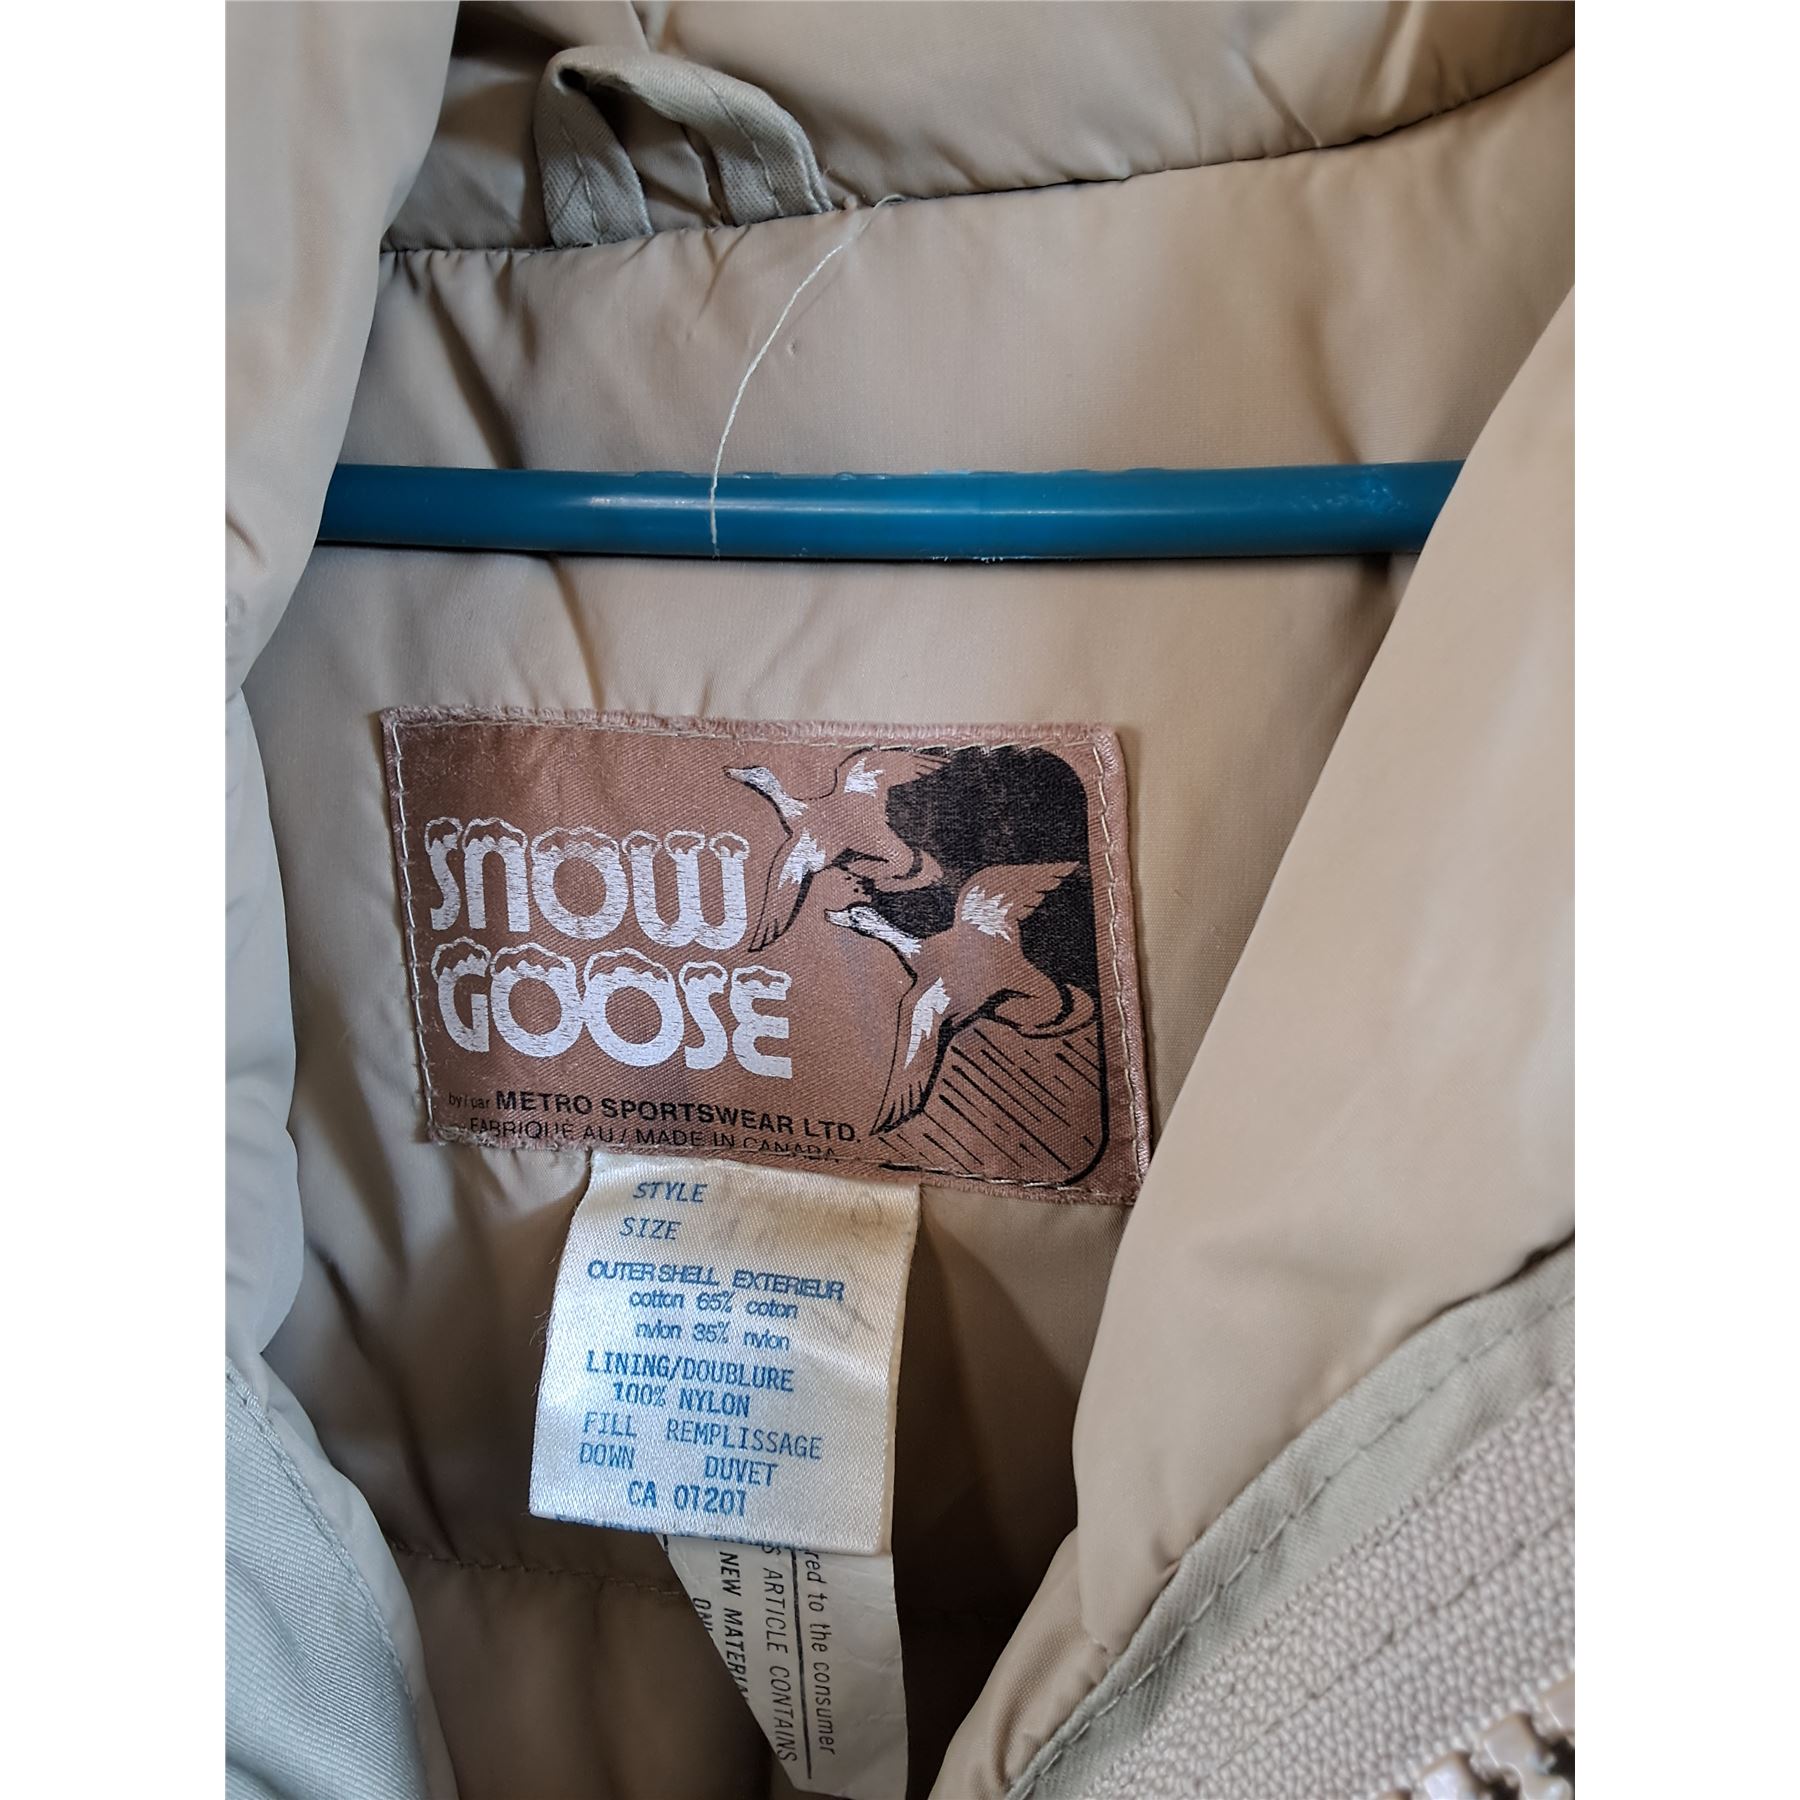 SNOW
GOOSE
by / par METRO SPORTSWEAR LTD.
FABRIQUE AU / MADE IN CANADA
STYLE
SIZE
OUTER SHELL EXTERIEUR
cotton 65% coton
nylon 35% nylon
LINING/DOUBLURE
100% NYLON
FILL REMPLISSAGE
DOWN DUVET
CA 01201
red to the consumer
ARTICLE CONTAINS
NEW MATERIAL